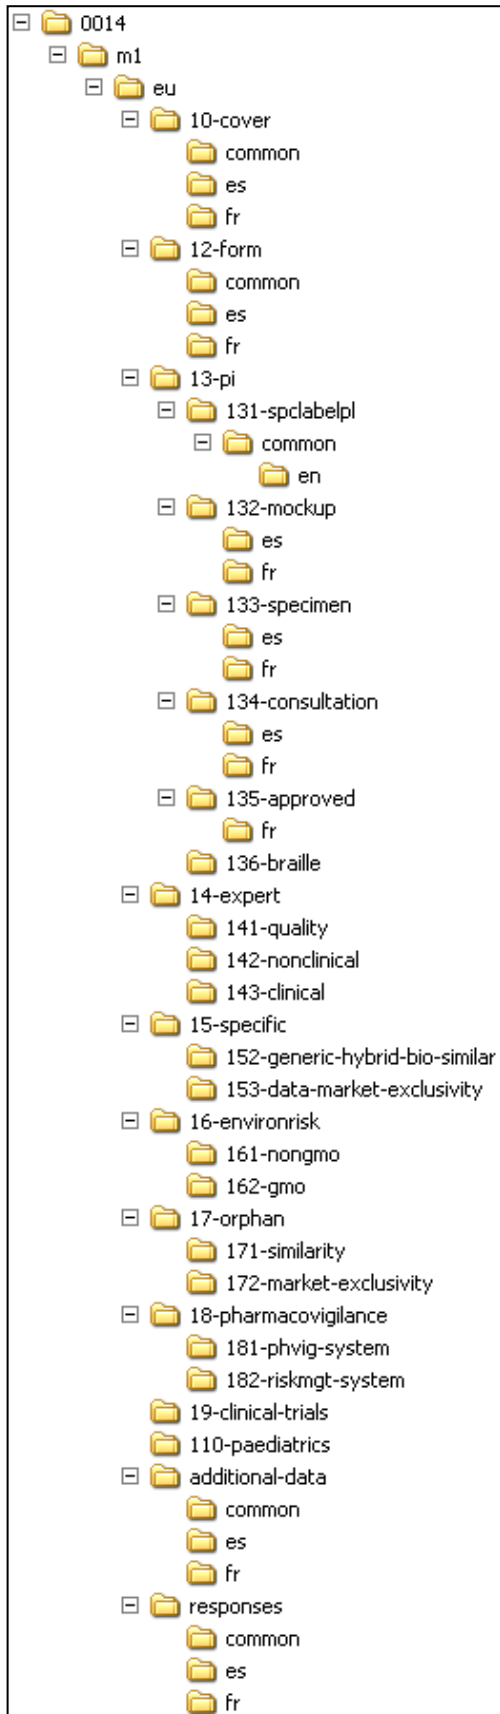 0014
m1
eu
10-cover
common
es
fr
12-form
common
es
fr
13-pi
131-spclabelpl
common
en
132-mockup
es
fr
133-specimen
es
fr
134-consultation
es
fr
135-approved
fr
136-braille
14-expert
141-quality
142-nonclinical
143-clinical
15-specific
152-generic-hybrid-bio-similar
153-data-market-exclusivity
16-environrisk
161-nongmo
162-gmo
17-orphan
171-similarity
172-market-exclusivity
18-pharmacovigilance
181-phvig-system
182-riskmgt-system
19-clinical-trials
110-paediatrics
additional-data
common
es
fr
responses
common
es
fr